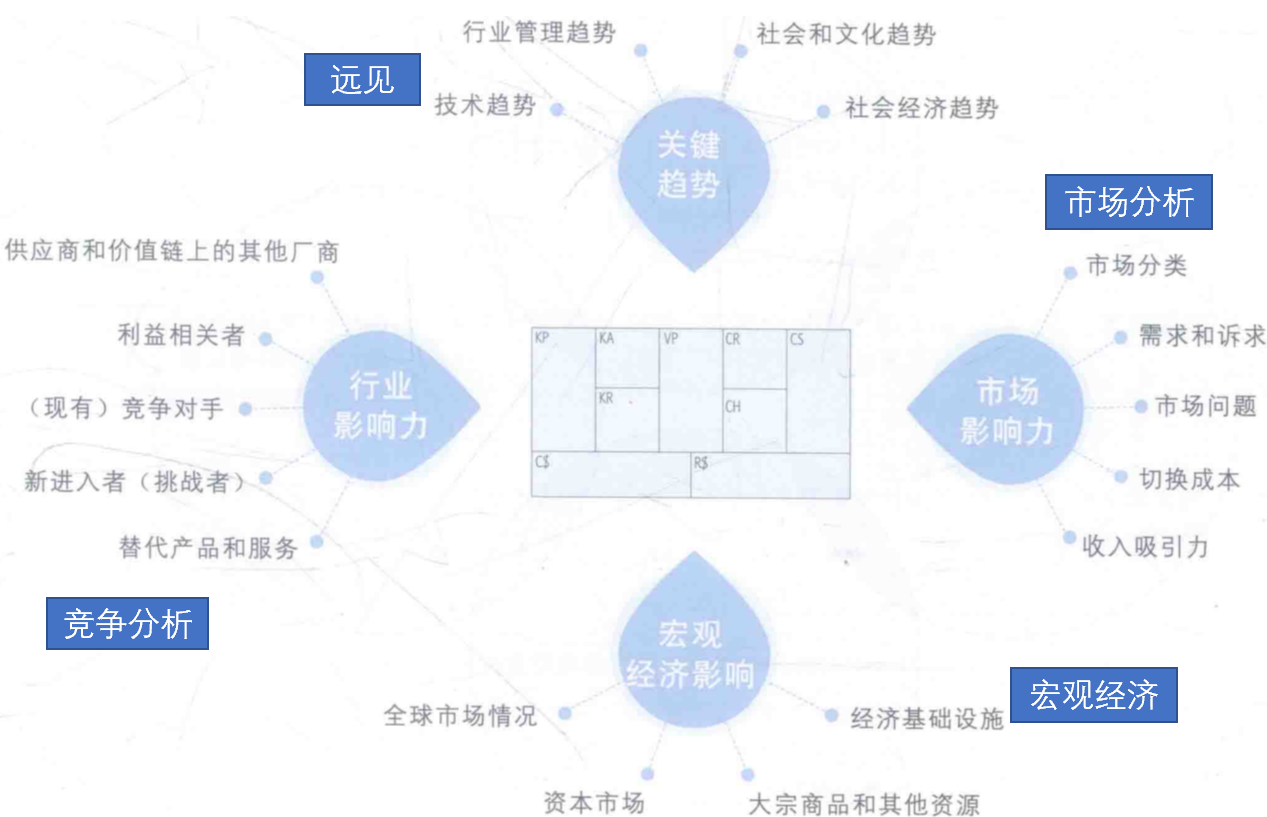 行业管理趋势
社会和文化趋势
远见
技术趋势
社会经济趋势
关键
趋势
市场分析
供应商和价值链上的其他厂商
利益相关者
（现有）竞争对手
新进入者（挑战者）
替代产品和服务
行业
影响力
竞争分析
KP
KA
VP
CR
CS
KR
CH
C$
R$
市场
影响力
市场分类
需求和诉求
市场问题
切换成本
收入吸引力
宏观
经济影响
宏观经济
全球市场情况
经济基础设施
资本市场
大宗商品和其他资源